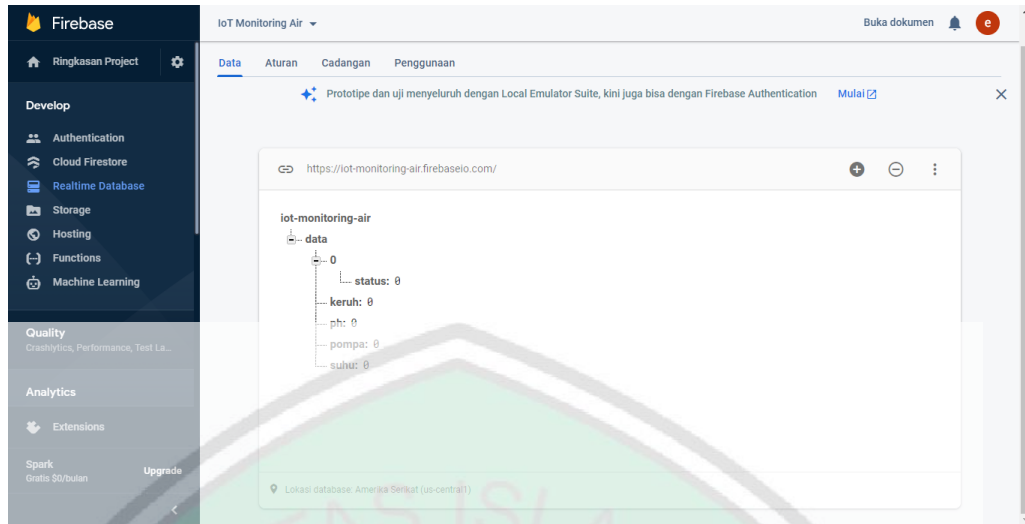 Firebase
IoT Monitoring Air
Buka dokumen
e
Ringkasan Project
Data Aturan Cadangan Penggunaan
Prototipe dan uji menyeluruh dengan Local Emulator Suite, kini juga bisa dengan Firebase Authentication Mulai
Develop
Authentication
Cloud Firestore
Realtime Database
Storage
Hosting
Functions
Machine Learning
Quality
Crashlytics, Performance, Test La...
Analytics
Extensions
Spark
Gratis $0/bulan
Upgrade
https://iot-monitoring-air.firebaseio.com/
iot-monitoring-air
data
0
status: 0
keruh: 0
ph: 0
pompa: 0
suhu: 0
Lokasi database: Amerika Serikat (us-central1)
AS ISL